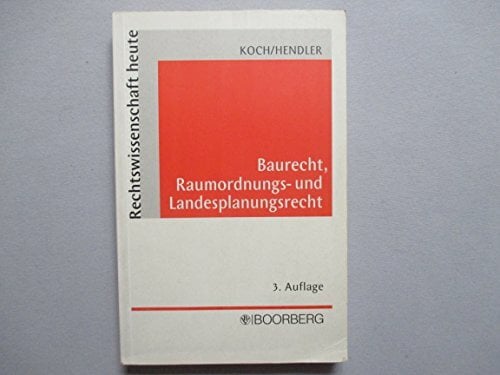 Rechtswissenschaft heute
KOCH/HENDLER
Baurecht,
Raumordnungs- und
Landesplanungsrecht
3. Auflage
BOORBERG